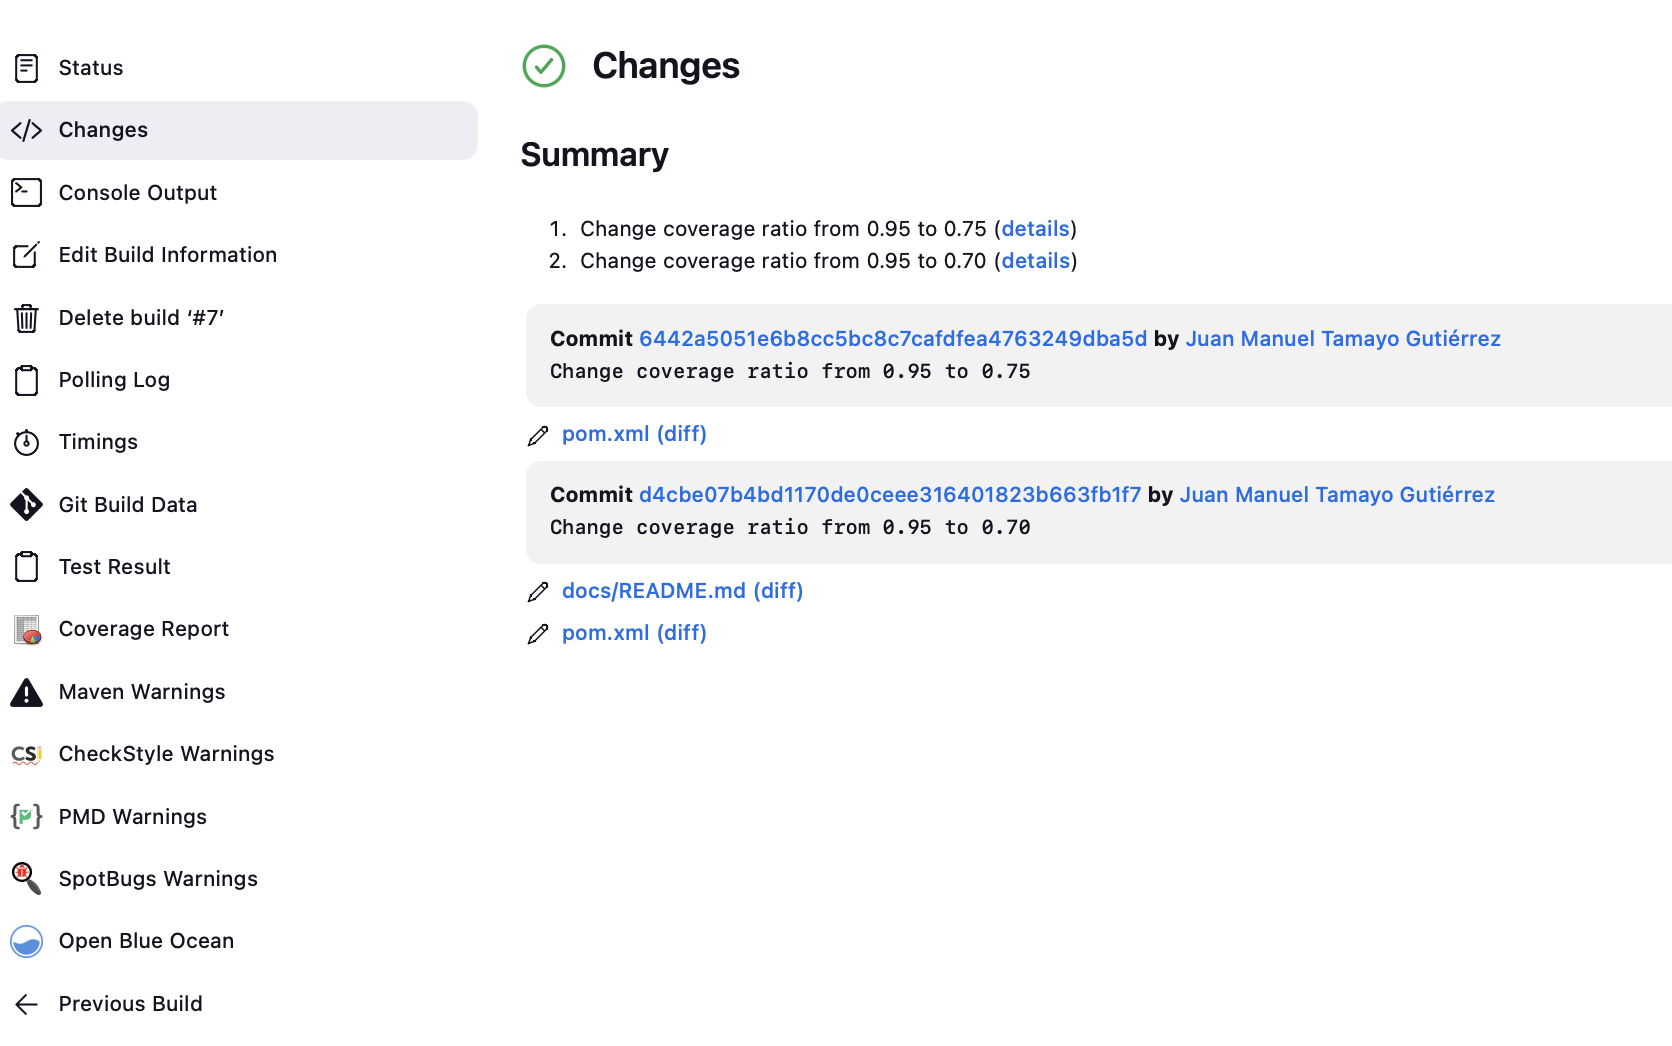 Status
Changes
Console Output
Edit Build Information
Delete build ‘#7’
Polling Log
Timings
Git Build Data
Test Result
Coverage Report
Maven Warnings
CheckStyle Warnings
PMD Warnings
SpotBugs Warnings
Open Blue Ocean
Previous Build
Changes
Summary
1. Change coverage ratio from 0.95 to 0.75 (details)
2. Change coverage ratio from 0.95 to 0.70 (details)
Commit 6442a5051e6b8cc5bc8c7cafdfea4763249dba5d by Juan Manuel Tamayo Gutiérrez
Change coverage ratio from 0.95 to 0.75
pom.xml (diff)
Commit d4cbe07b4bd1170de0ceee316401823b663fb1f7 by Juan Manuel Tamayo Gutiérrez
Change coverage ratio from 0.95 to 0.70
docs/README.md (diff)
pom.xml (diff)